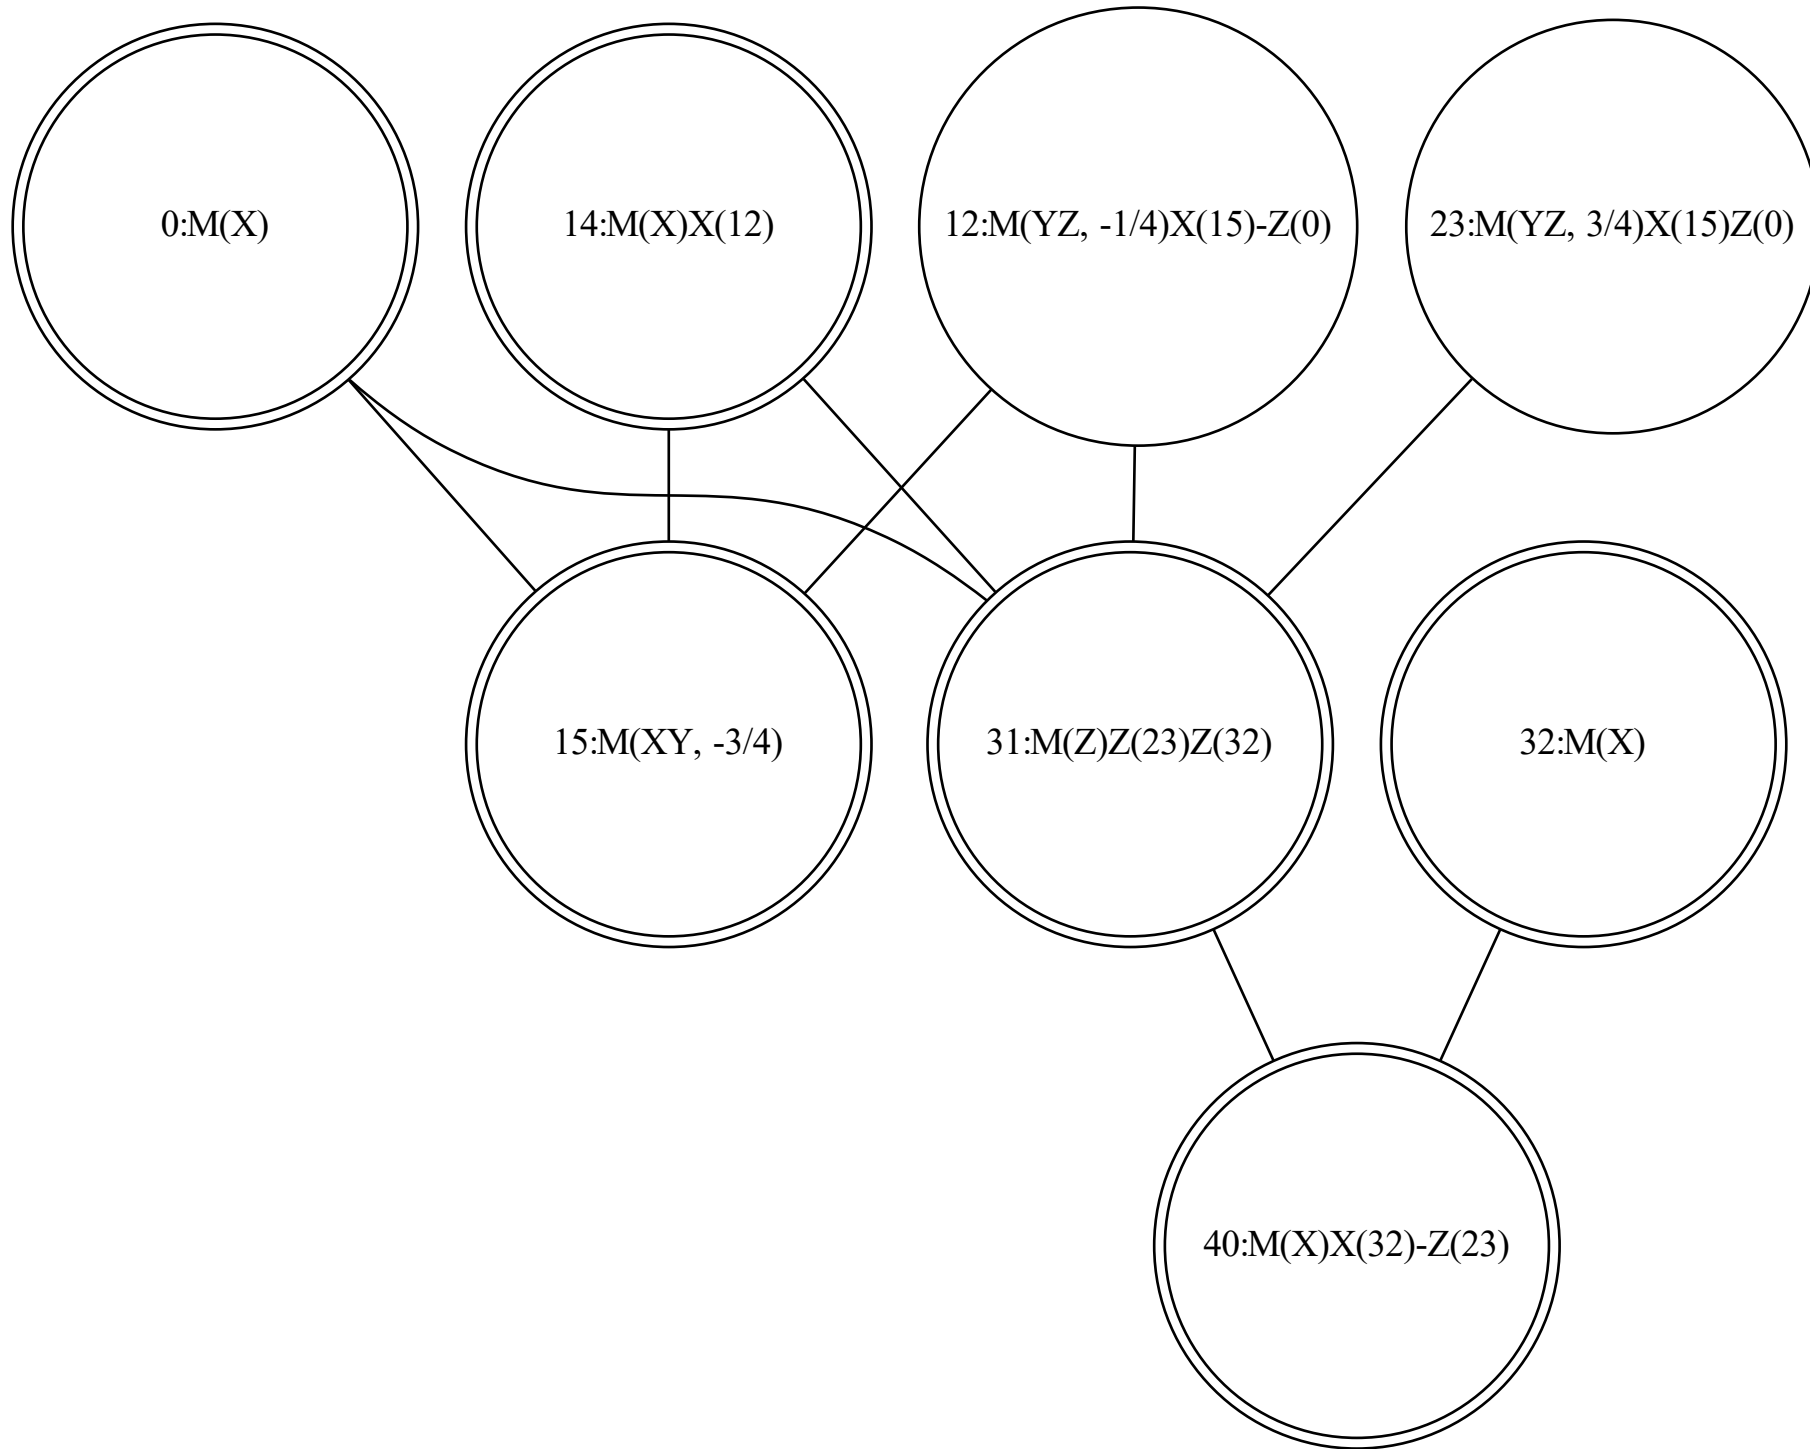 0:M(X)
14:M(X)X(12)
12:M(YZ, -1/4)X(15)-Z(0)
23:M(YZ, 3/4)X(15)Z(0)
15:M(XY, -3/4)
31:M(Z)Z(23)Z(32)
32:M(X)
40:M(X)X(32)-Z(23)